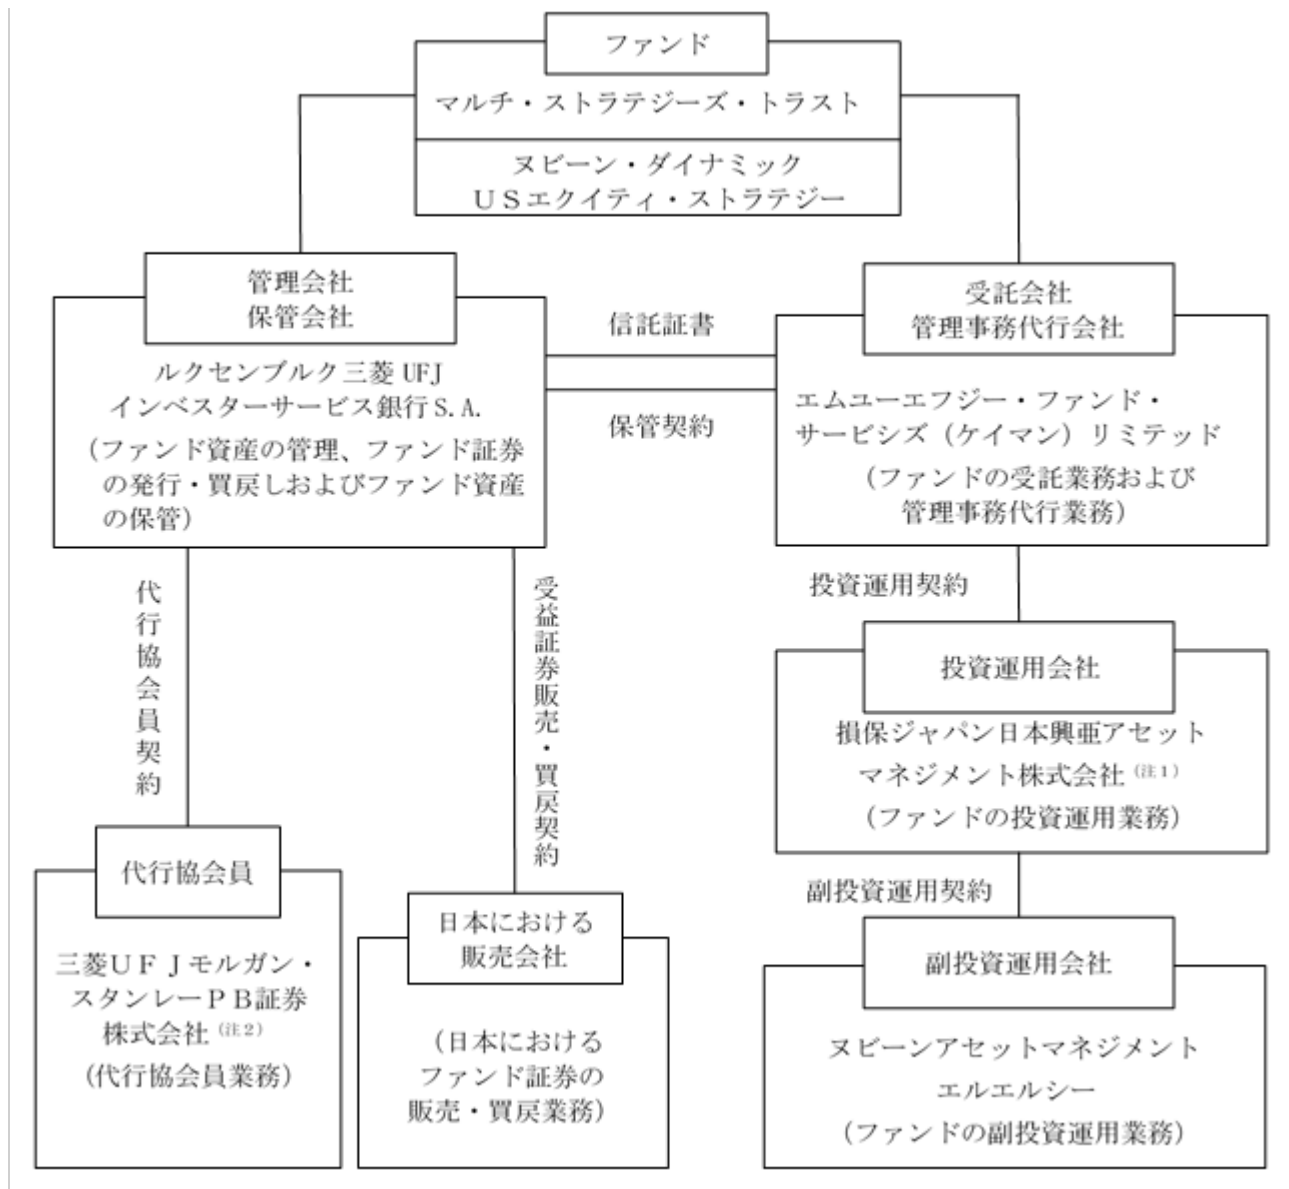 ファンド
マルチ・ストラテジーズ・トラスト
ヌビーン・ダイナミック
ＵＳエクイティ・ストラテジー
管理会社
保管会社
ルクセンブルク三菱 UFJ
インベスターサービス銀行 S.A.
（ファンド資産の管理、ファンド証券
の発行・買戻しおよびファンド資産
の保管）
信託証書
保管契約
受託会社
管理事務代行会社
エムユーエフジー・ファンド・
サービシズ（ケイマン）リミテッド
（ファンドの受託業務および
管理事務代行業務）
代行協会員契約
受益証券販売・買戻契約
投資運用契約
投資運用会社
損保ジャパン日本興亜アセット
マネジメント株式会社（注１）
（ファンドの投資運用業務）
副投資運用契約
代行協会員
三菱ＵＦＪモルガン・
スタンレーＰＢ証券
株式会社（注２）
（代行協会員業務）
日本における
販売会社
（日本における
ファンド証券の
販売・買戻業務）
副投資運用会社
ヌビーンアセットマネジメント
エルエルシー
（ファンドの副投資運用業務）